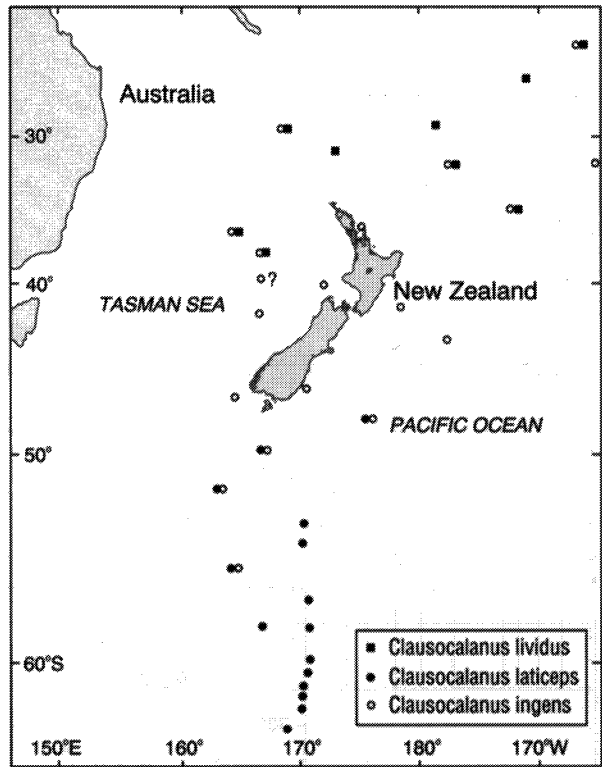 Australia
30°
40°
?
TASMAN SEA
New Zealand
PACIFIC OCEAN
50°
60°S
Clausocalanus lividus
Clausocalanus laticeps
Clausocalanus ingens
150°E
160°
170°
180°
170°W